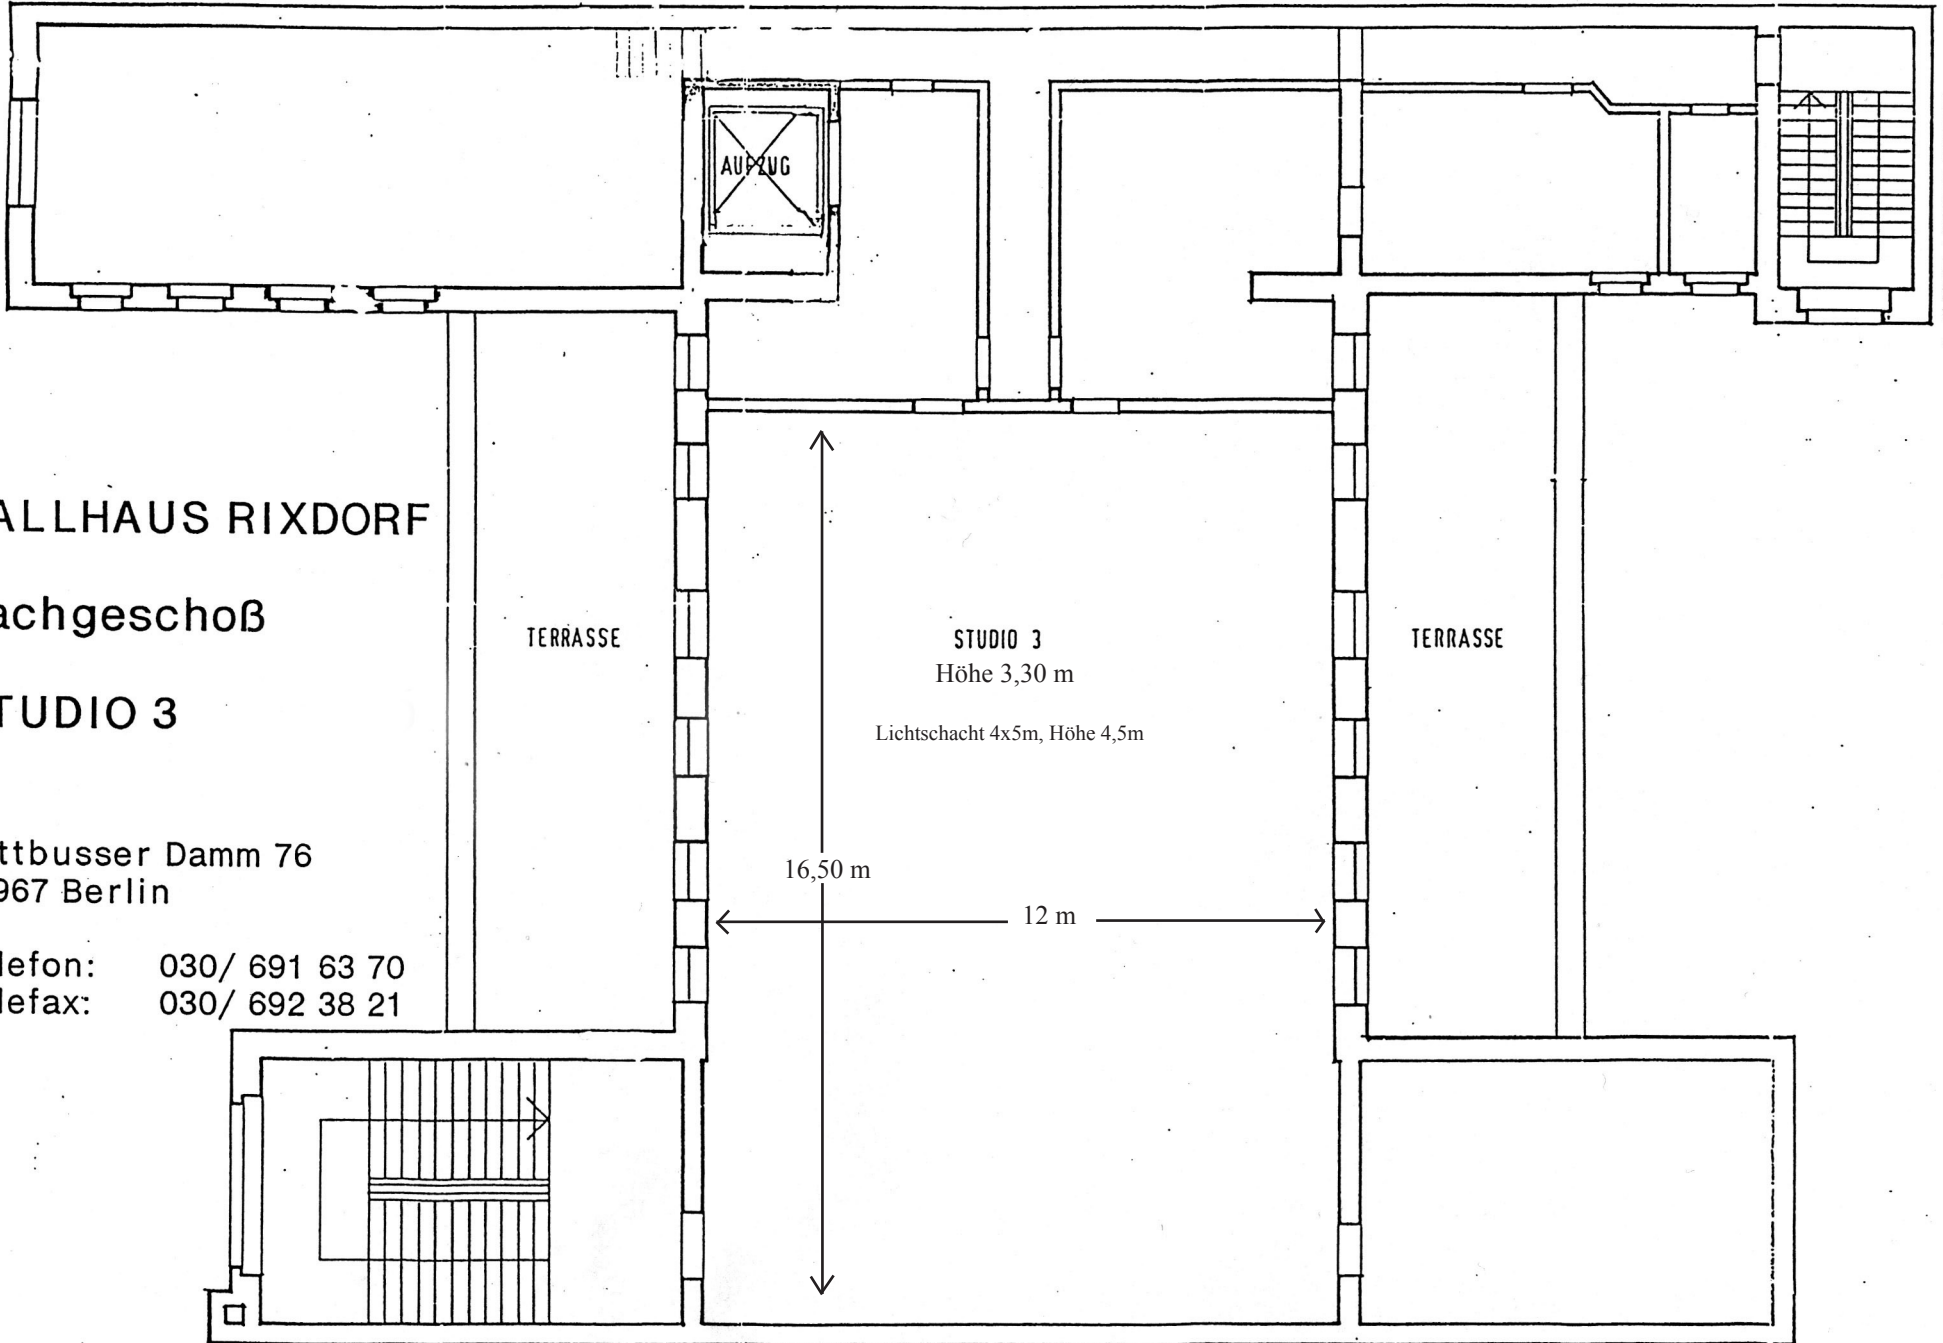 AUFZUG
ALLHAUS RIXDORF
achgeschoß
TUDIO 3
ttbusser Damm 76
967 Berlin
lefon: 030/ 691 63 70
lefax: 030/ 692 38 21
TERRASSE
STUDIO 3
Höhe 3,30 m
Lichtschacht 4x5m, Höhe 4,5m
16,50 m
12 m
TERRASSE